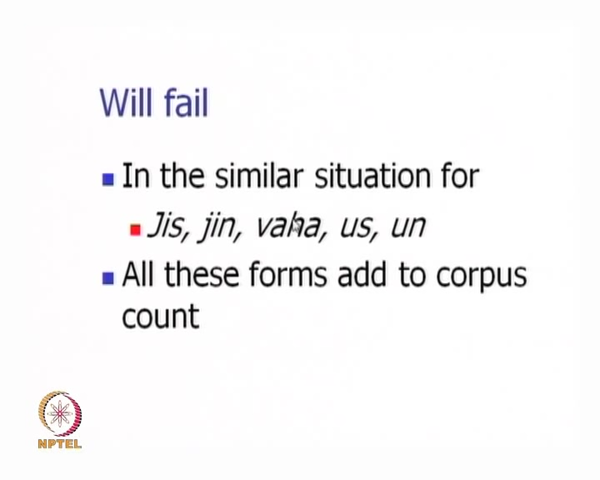 Will fail
In the similar situation for
Jis, jin, vaha, us, un
All these forms add to corpus
count
NPTEL